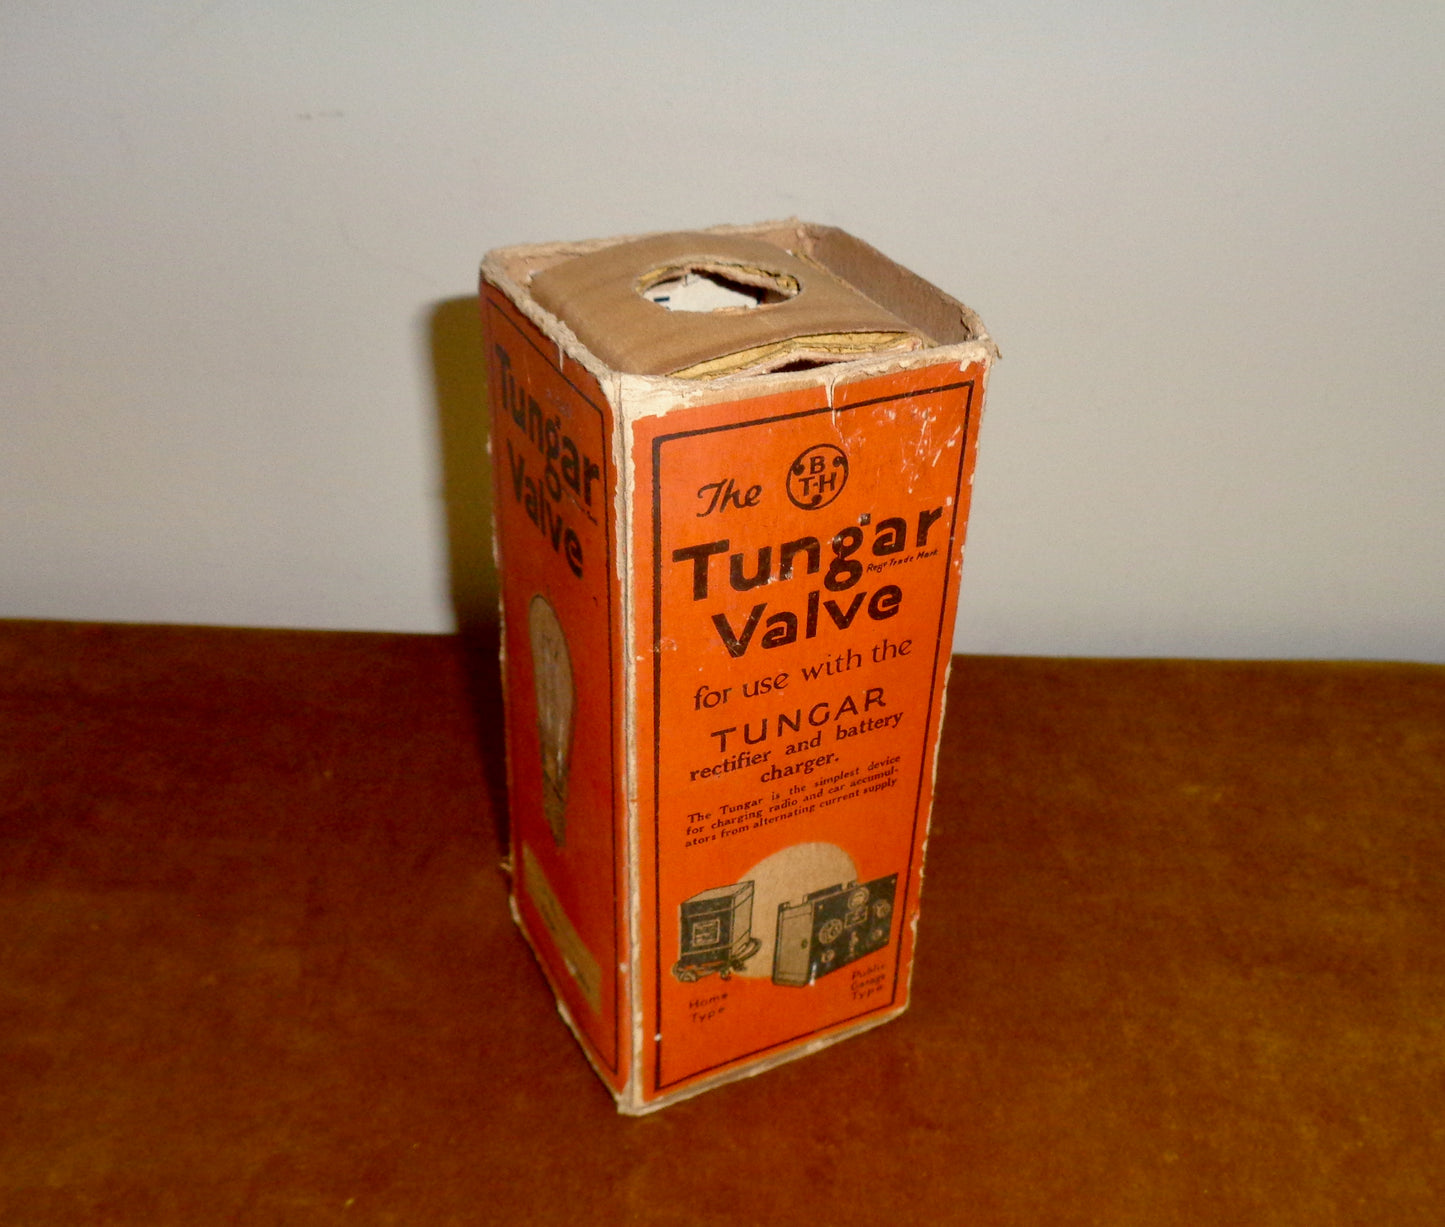 Tungar
Valve
The
B
T-H
Tungar
Regd Trade Mark
Valve
for use with the
TUNGAR
rectifier and battery
charger.
The Tungar is the simplest device
for charging radio and car accumul-
ators from alternating current supply
Home
Type
Public
Garage
Type